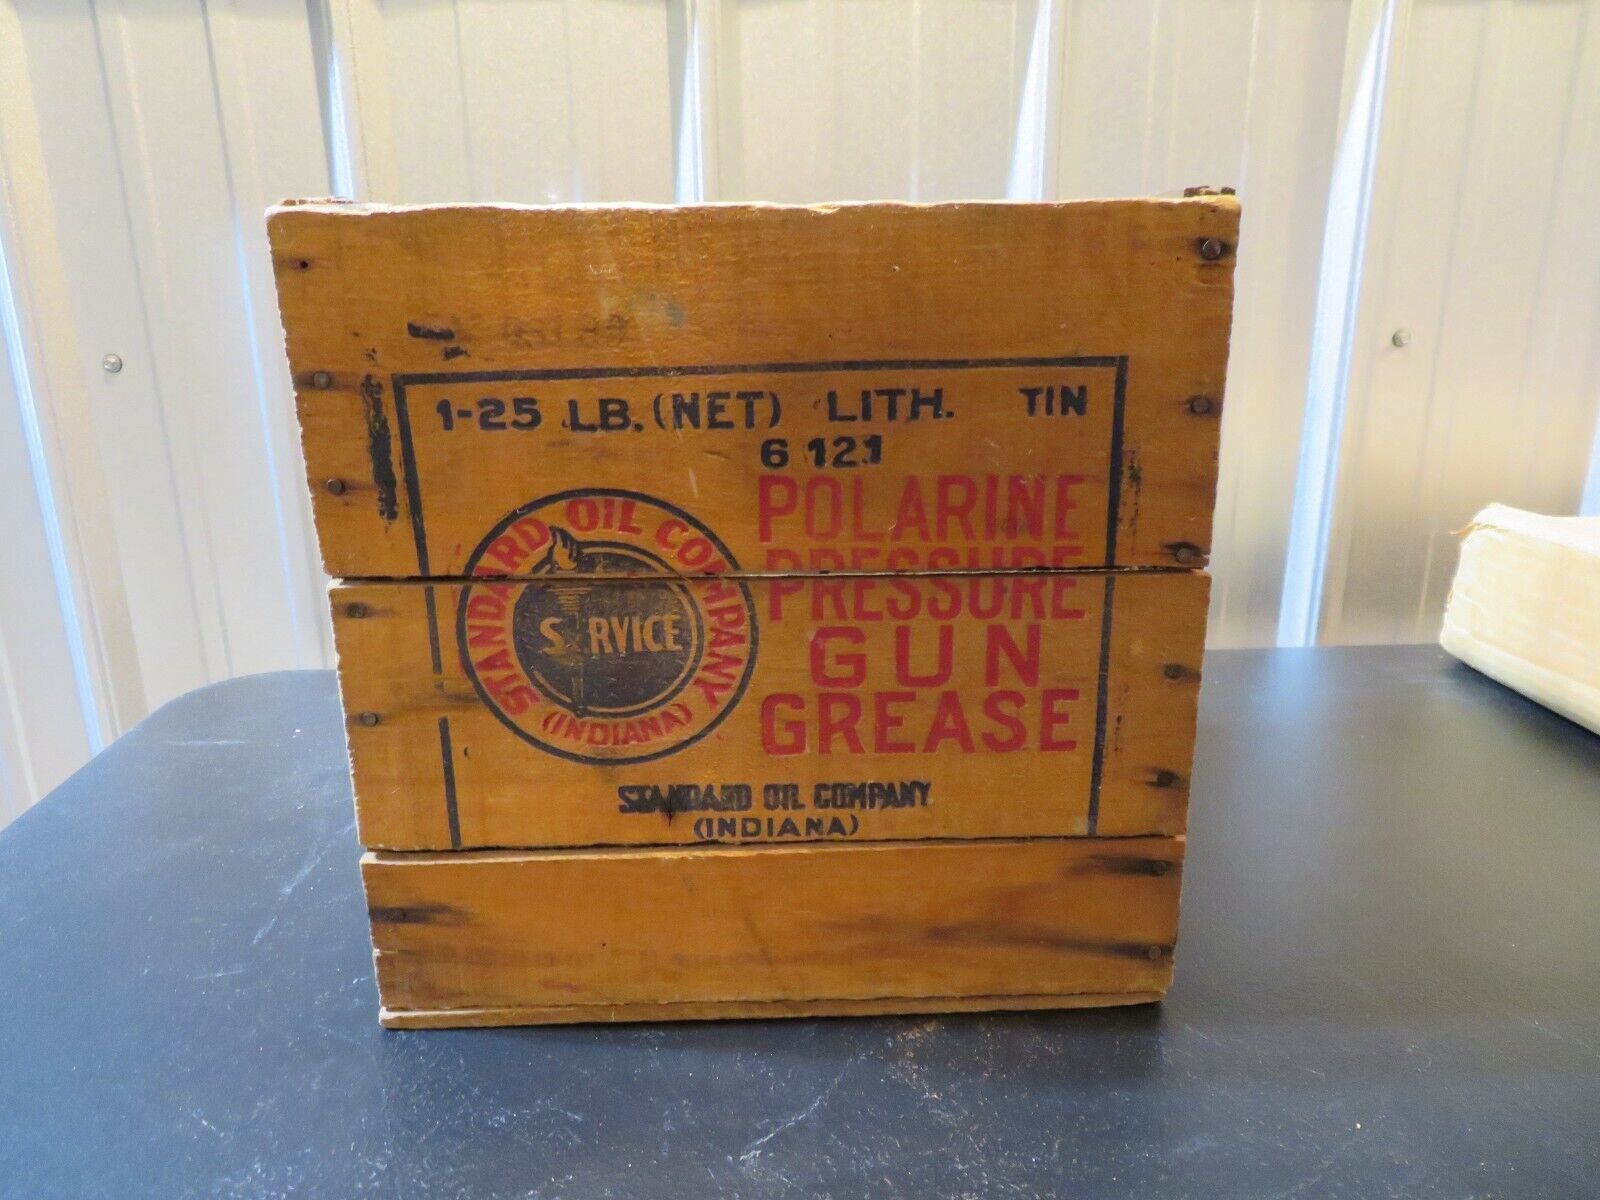 1-25 LB. (NET) LITH. TIN
6 121
STANDARD OIL COMPANY
(INDIANA)
S RVICE
POLARINE
PRESSURE
GUN
GREASE
STANDARD OIL COMPANY
(INDIANA)